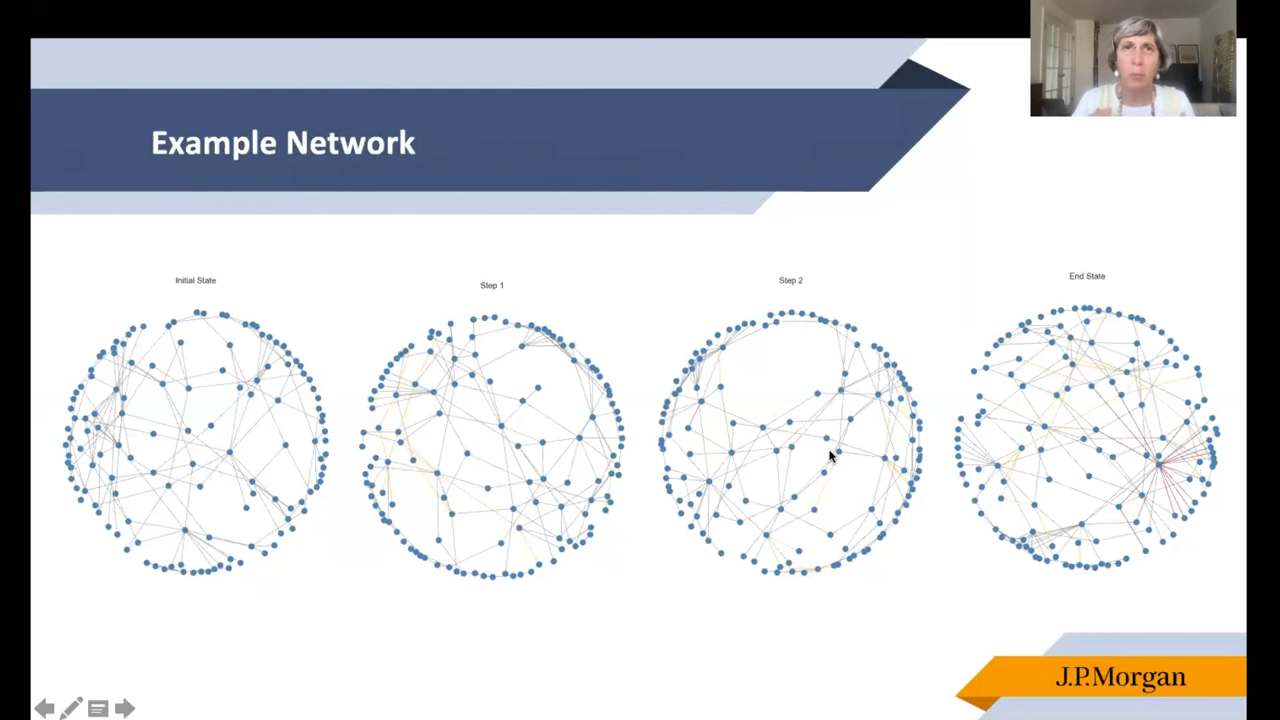 Example Network
Initial State
Step 1
Step 2
End State
J.P.Morgan